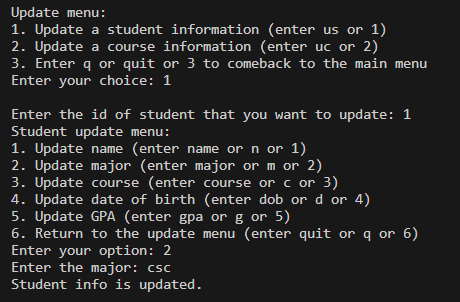 Update menu:
1. Update a student information (enter us or 1)
2. Update a course information (enter uc or 2)
3. Enter q or quit or 3 to comeback to the main menu
Enter your choice: 1

Enter the id of student that you want to update: 1
Student update menu:
1. Update name (enter name or n or 1)
2. Update major (enter major or m or 2)
3. Update course (enter course or c or 3)
4. Update date of birth (enter dob or d or 4)
5. Update GPA (enter gpa or g or 5)
6. Return to the update menu (enter quit or q or 6)
Enter your option: 2
Enter the major: csc
Student info is updated.